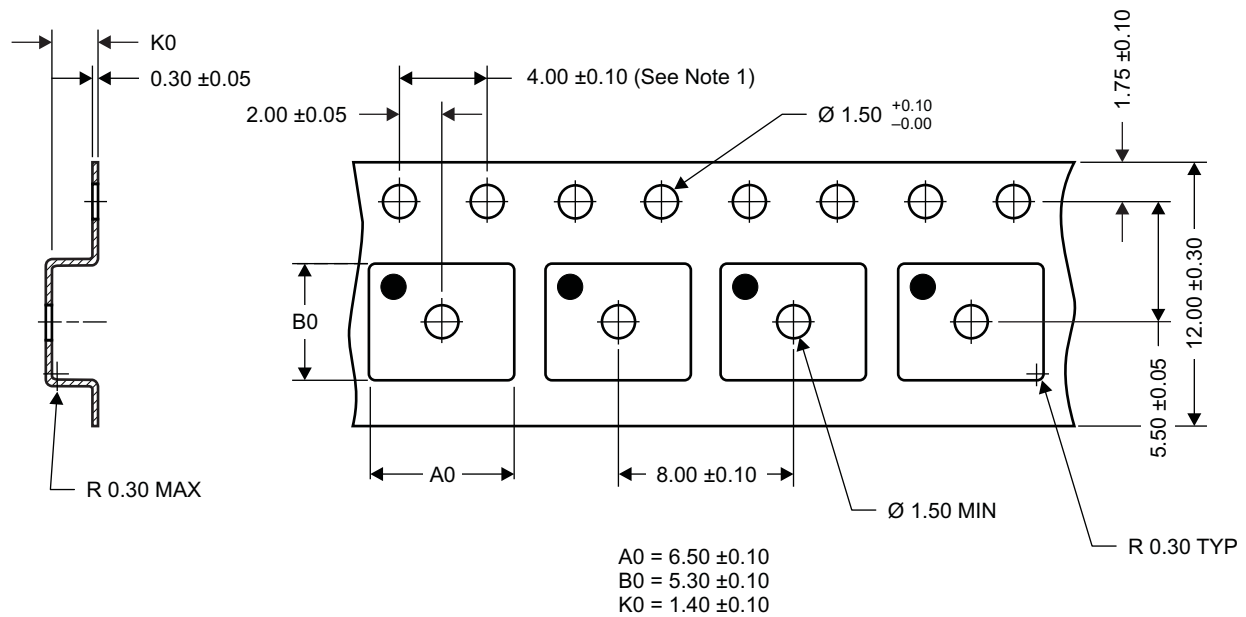 K0
0.30 ±0.05
4.00 ±0.10 (See Note 1)
2.00 ±0.05
Ø 1.50 +0.10 –0.00
1.75 ±0.10
B0
12.00 ±0.30
5.50 ±0.05
R 0.30 MAX
A0
8.00 ±0.10
Ø 1.50 MIN
R 0.30 TYP
A0 = 6.50 ±0.10
B0 = 5.30 ±0.10
K0 = 1.40 ±0.10